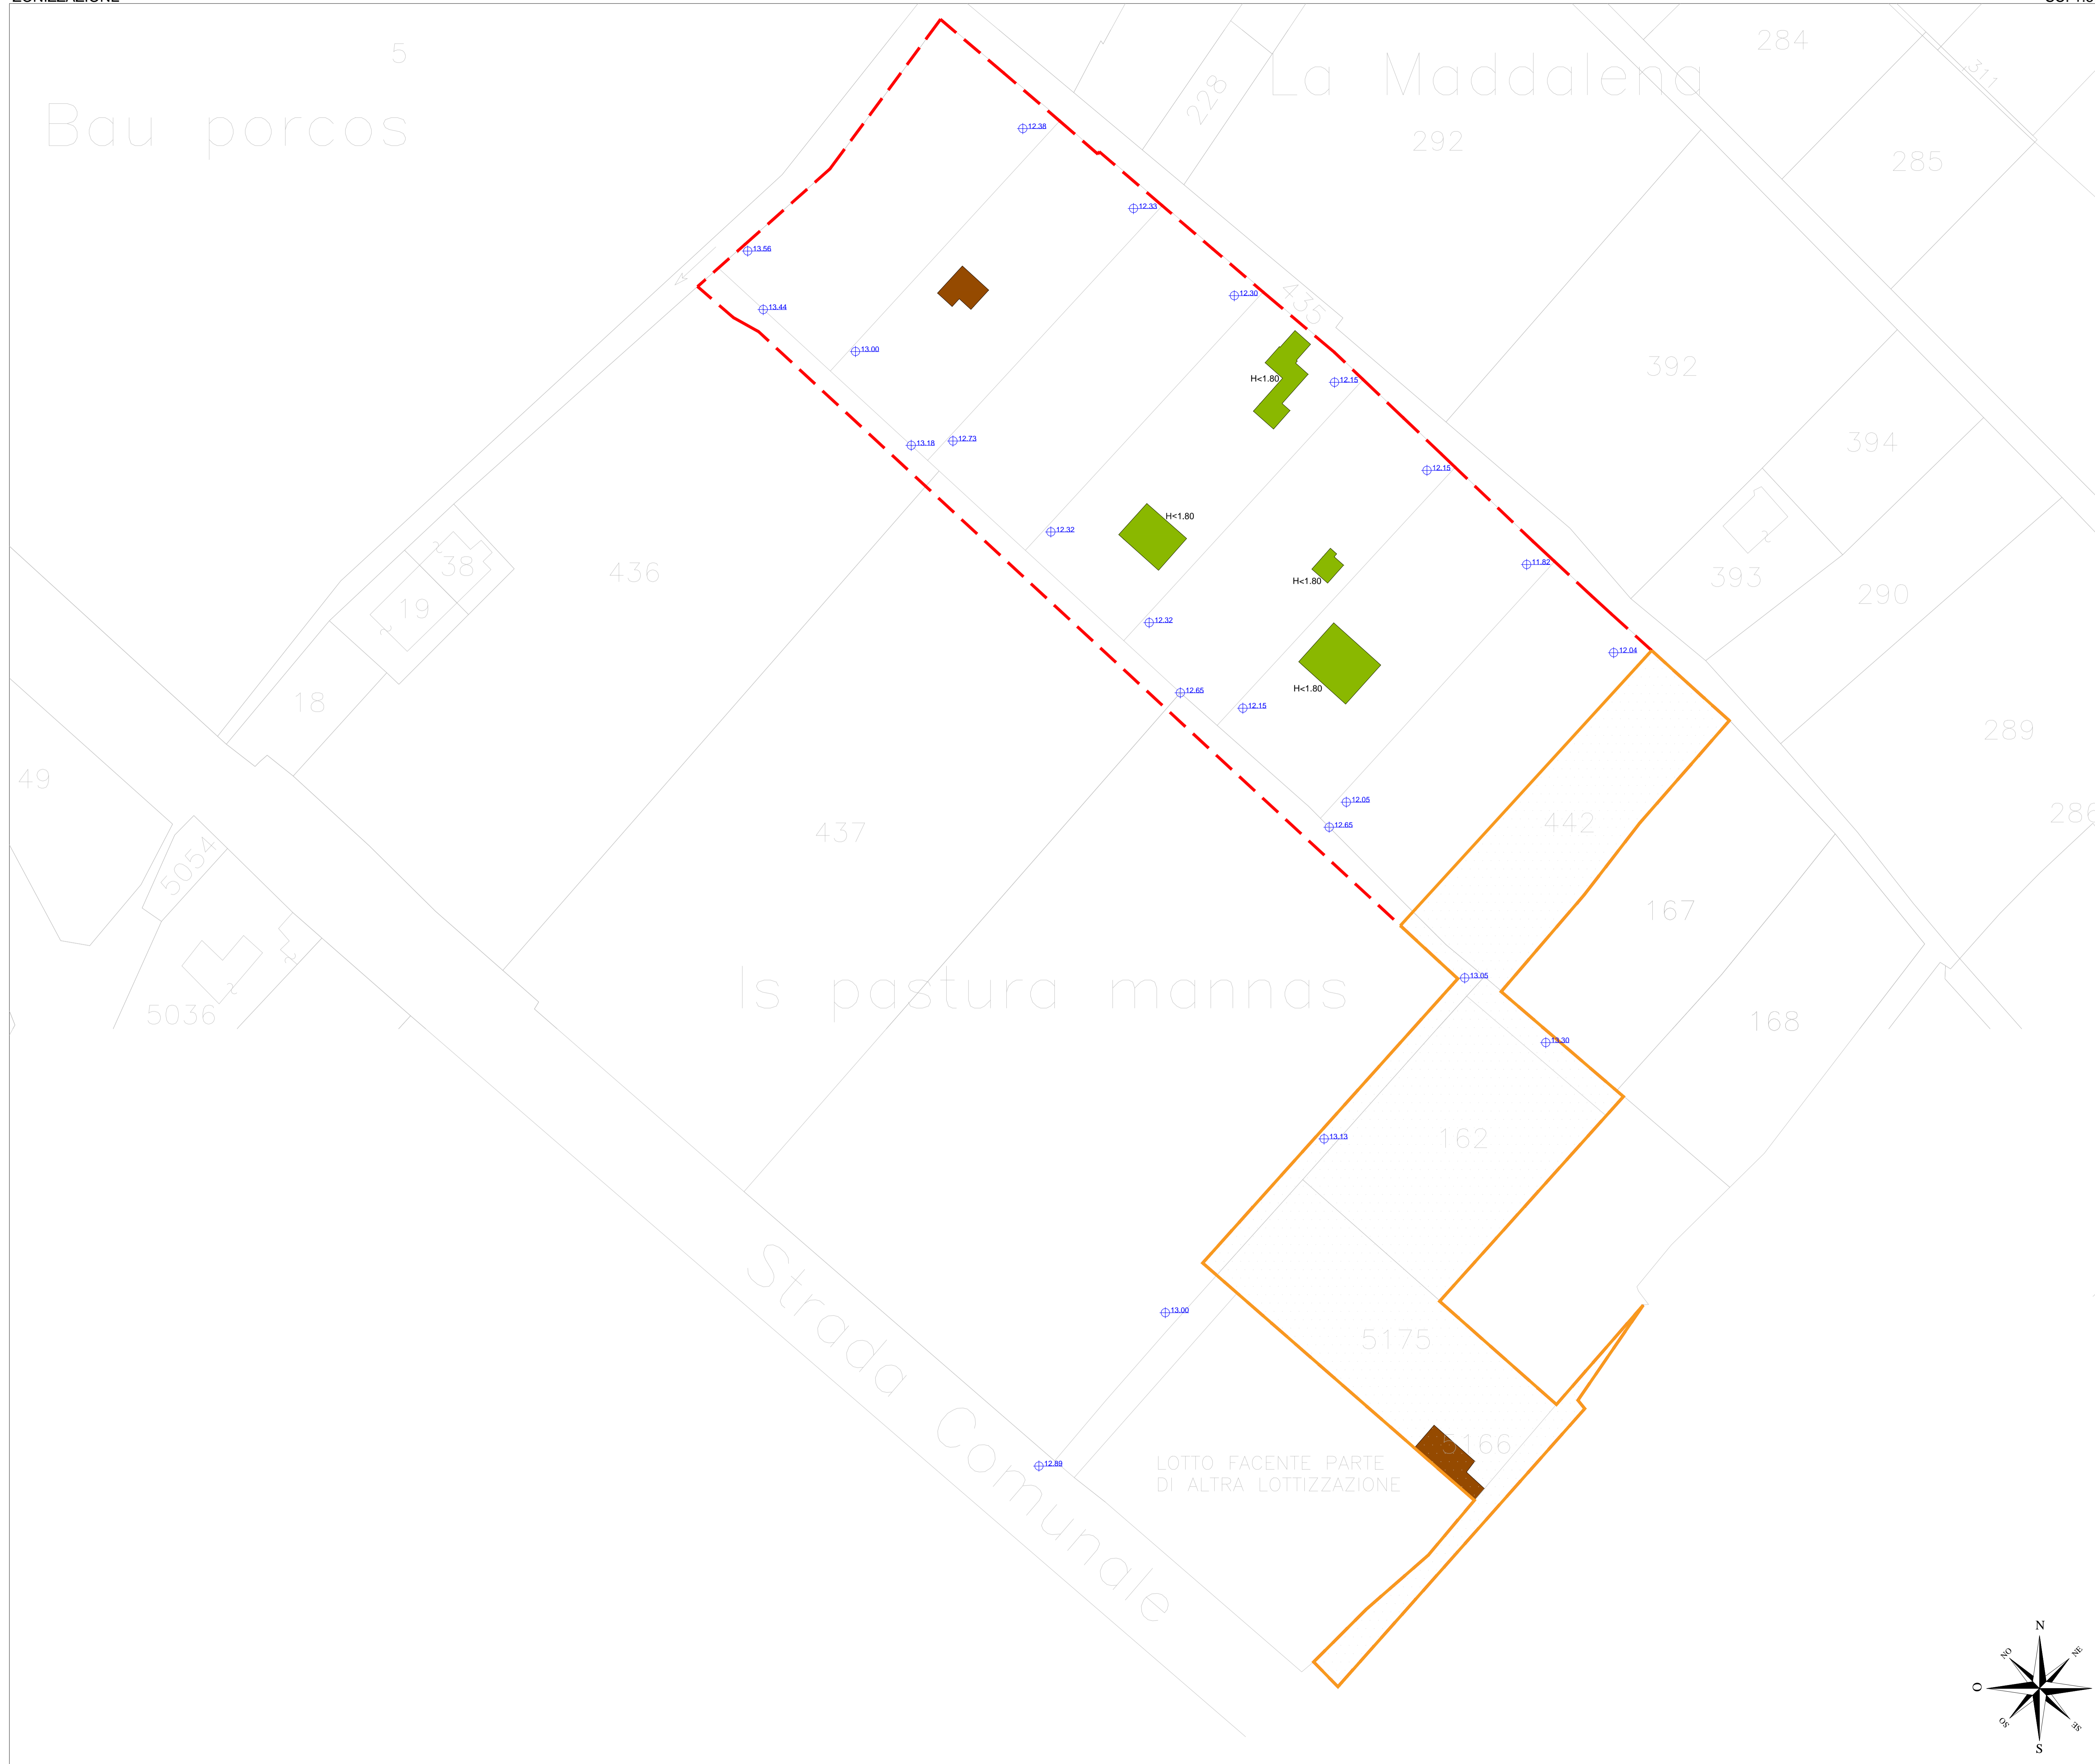 5
Bau porcos
La Maddalena
228
284
311
292
285
12.38
12.33
13.56
12.30
435
13.44
13.00
H<1.80
12.15
392
13.18
12.73
12.15
394
H<1.80
12.32
11.82
38
436
H<1.80
393
19
290
12.32
12.04
18
12.65
H<1.80
12.15
289
49
12.05
286
12.65
437
442
5054
167
13.05
Is pastura mannas
5036
168
13.30
13.13
162
13.00
5175
Strada Comunale
5166
12.89
LOTTO FACENTE PARTE
DI ALTRA LOTTIZZAZIONE
N
NO
NE
O
SO
SE
S